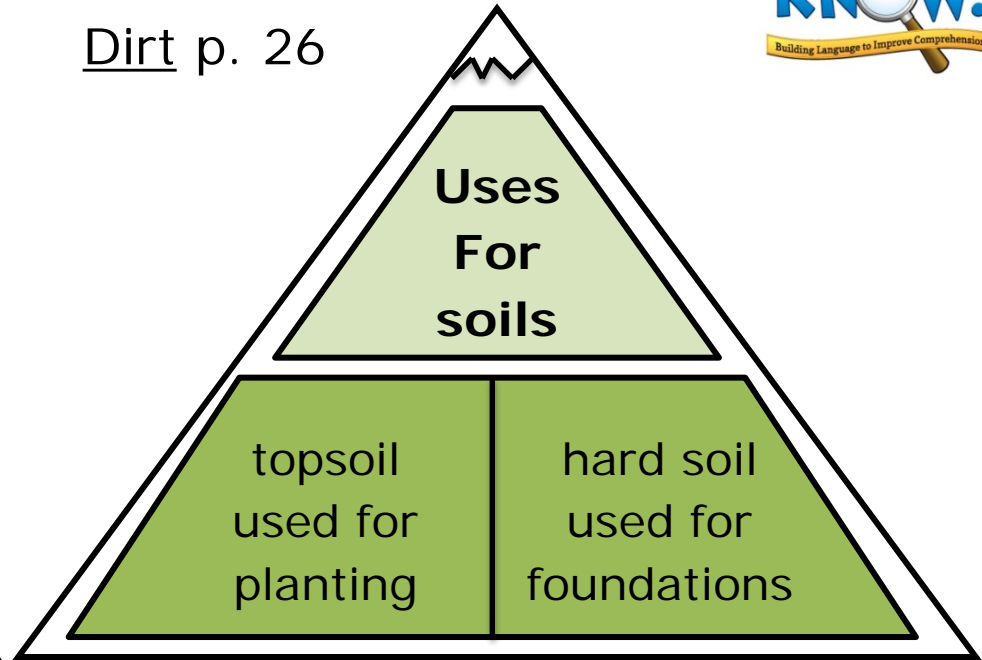 Dirt p. 26
KNOW!
Building Language to Improve Comprehension
Uses
For
soils
topsoil
used for
planting
hard soil
used for
foundations